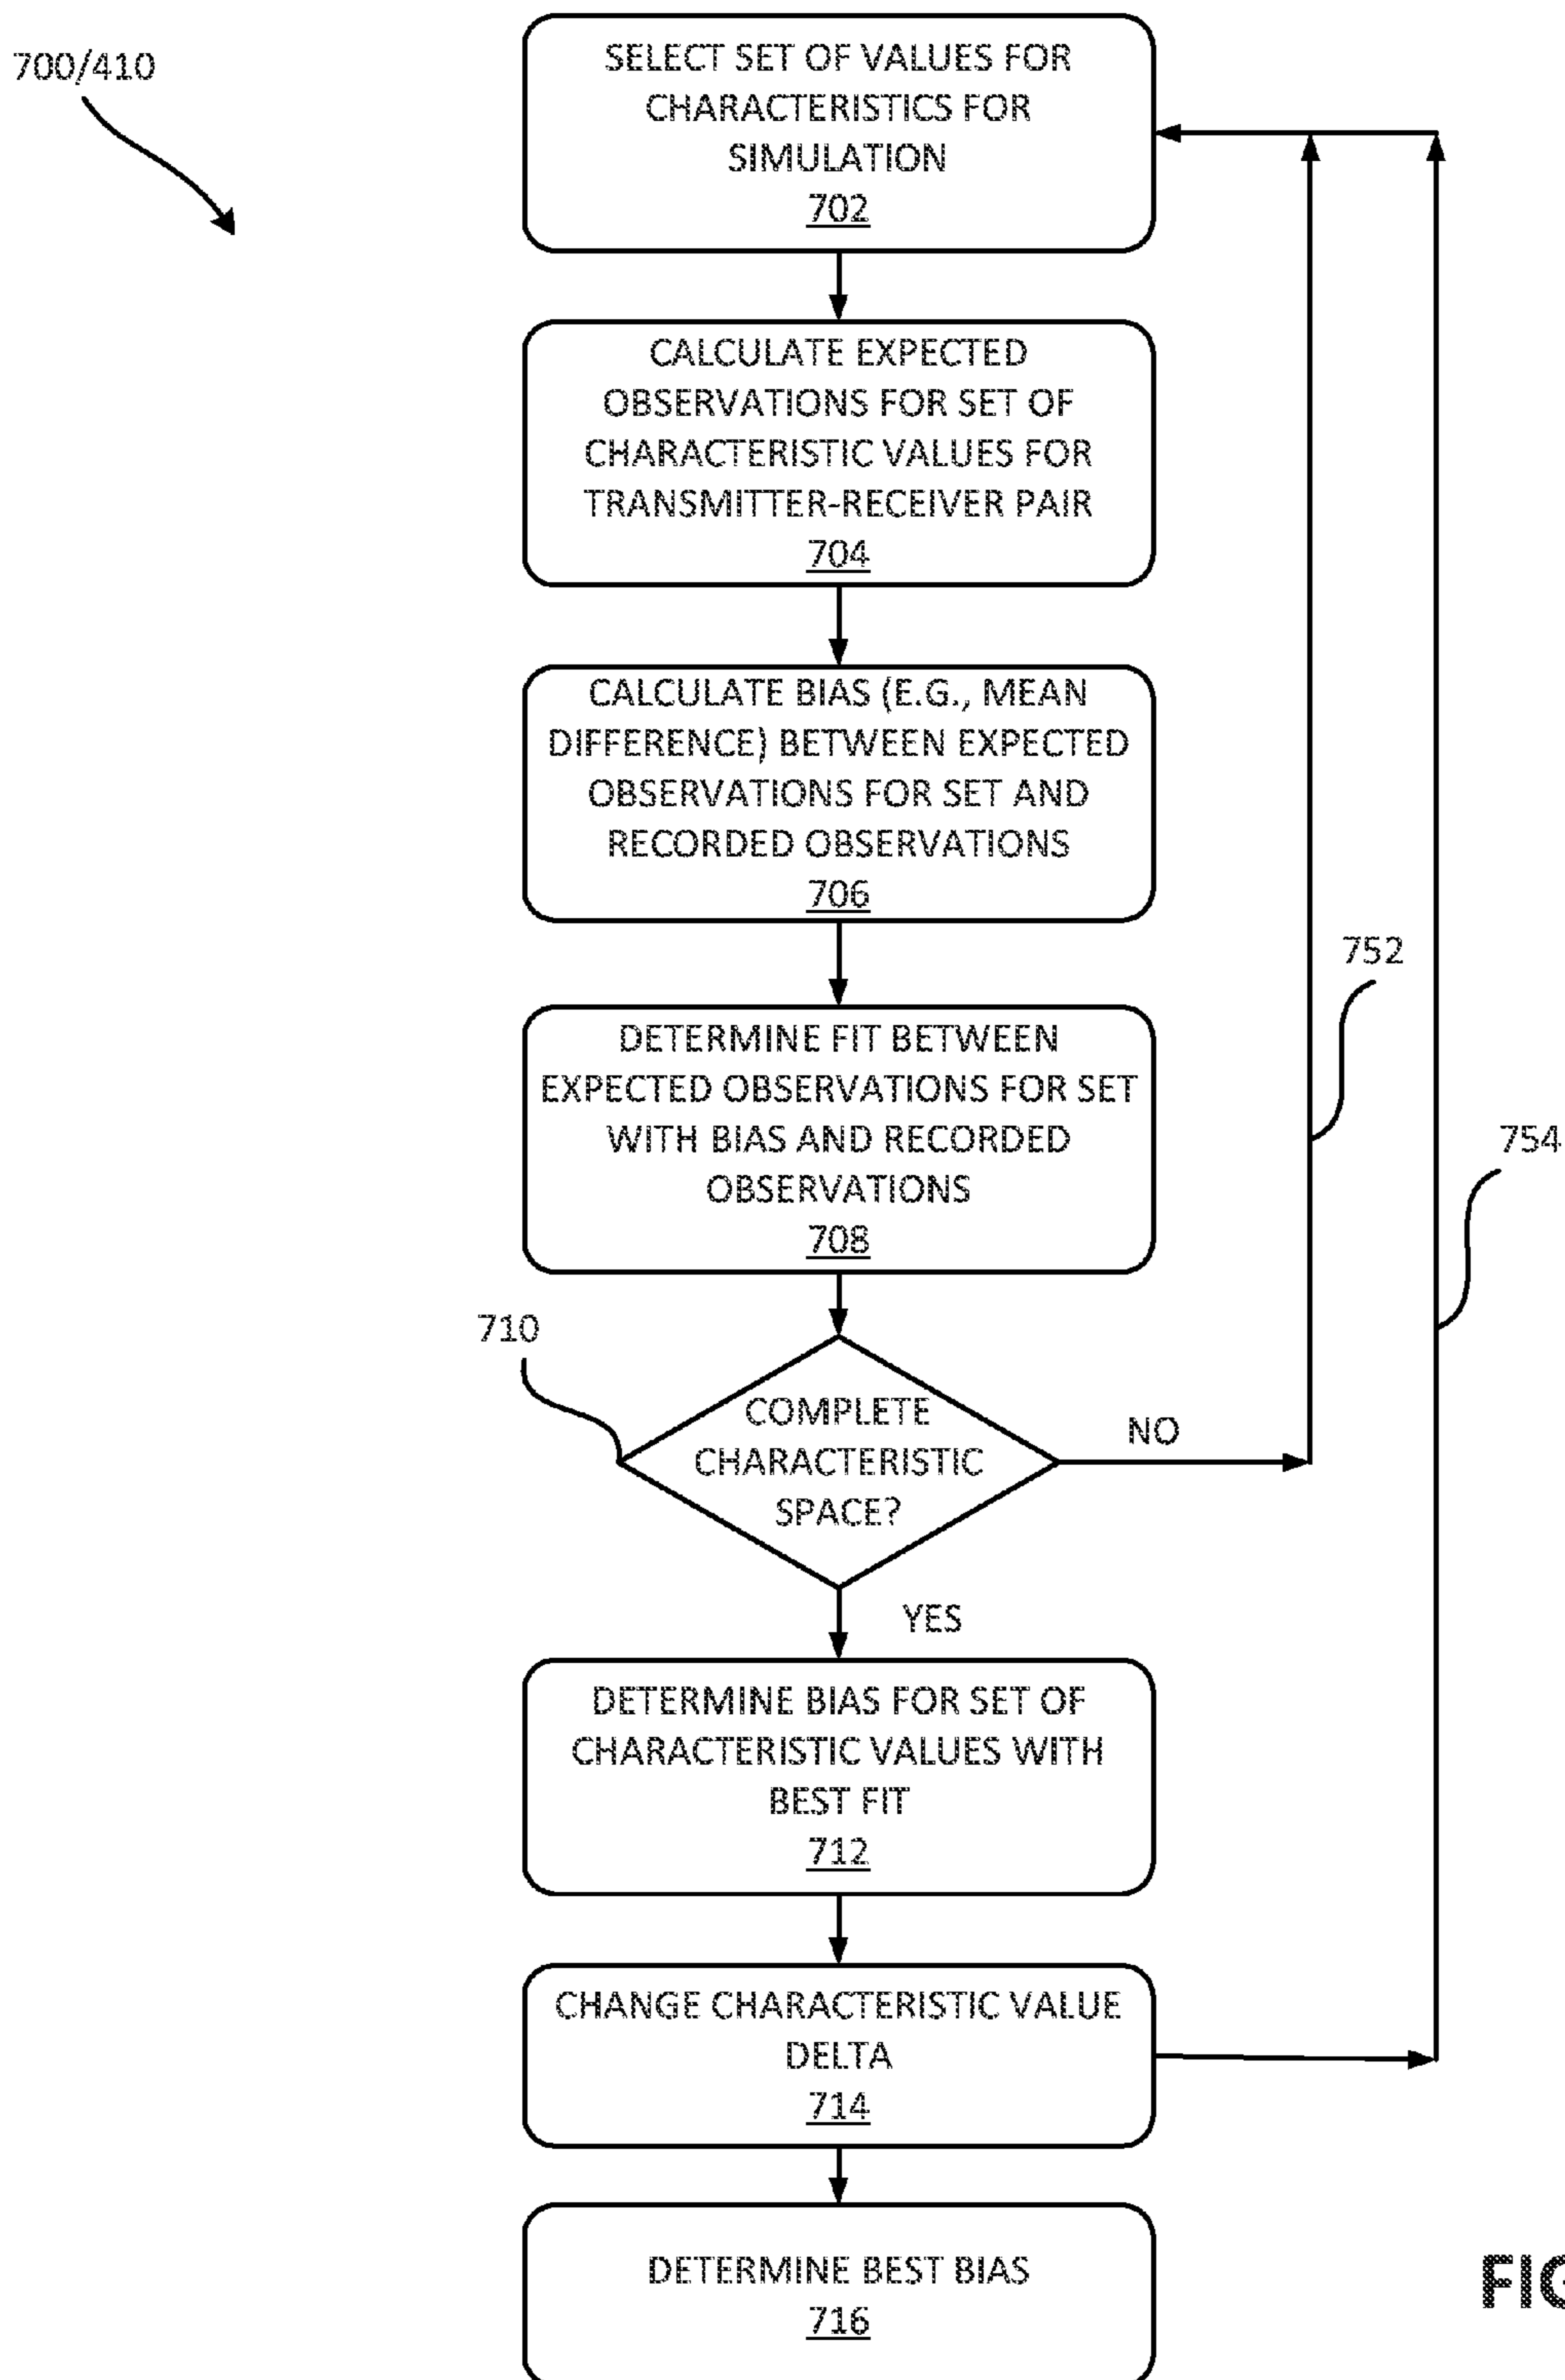 700/410
SELECT SET OF VALUES FOR
CHARACTERISTICS FOR
SIMULATION
702
CALCULATE EXPECTED
OBSERVATIONS FOR SET OF
CHARACTERISTIC VALUES FOR
TRANSMITTER-RECEIVER PAIR
704
CALCULATE BIAS (E.G., MEAN
DIFFERENCE) BETWEEN EXPECTED
OBSERVATIONS FOR SET AND
RECORDED OBSERVATIONS
706
752
DETERMINE FIT BETWEEN
EXPECTED OBSERVATIONS FOR SET
WITH BIAS AND RECORDED
OBSERVATIONS
708
754
710
COMPLETE
CHARACTERISTIC
SPACE?
NO
YES
DETERMINE BIAS FOR SET OF
CHARACTERISTIC VALUES WITH
BEST FIT
712
CHANGE CHARACTERISTIC VALUE
DELTA
714
DETERMINE BEST BIAS
716